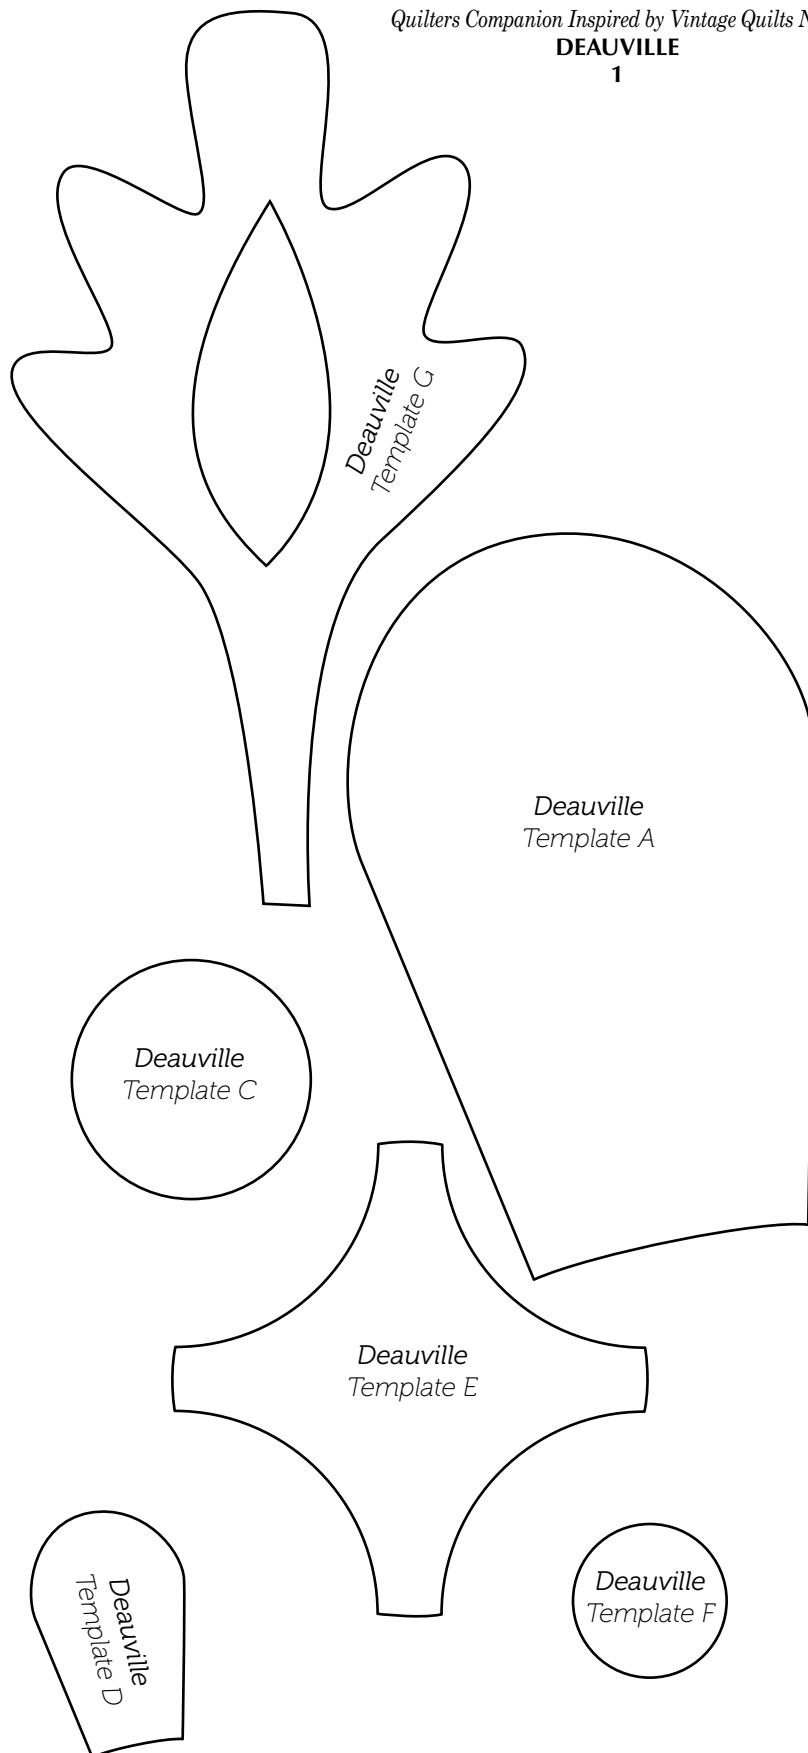 Quilters Companion Inspired by Vintage Quilts
DEAUVILLE
1
Deauville
Template G
Deauville
Template A
Deauville
Template C
Deauville
Template E
Deauville
Template D
Deauville
Template F